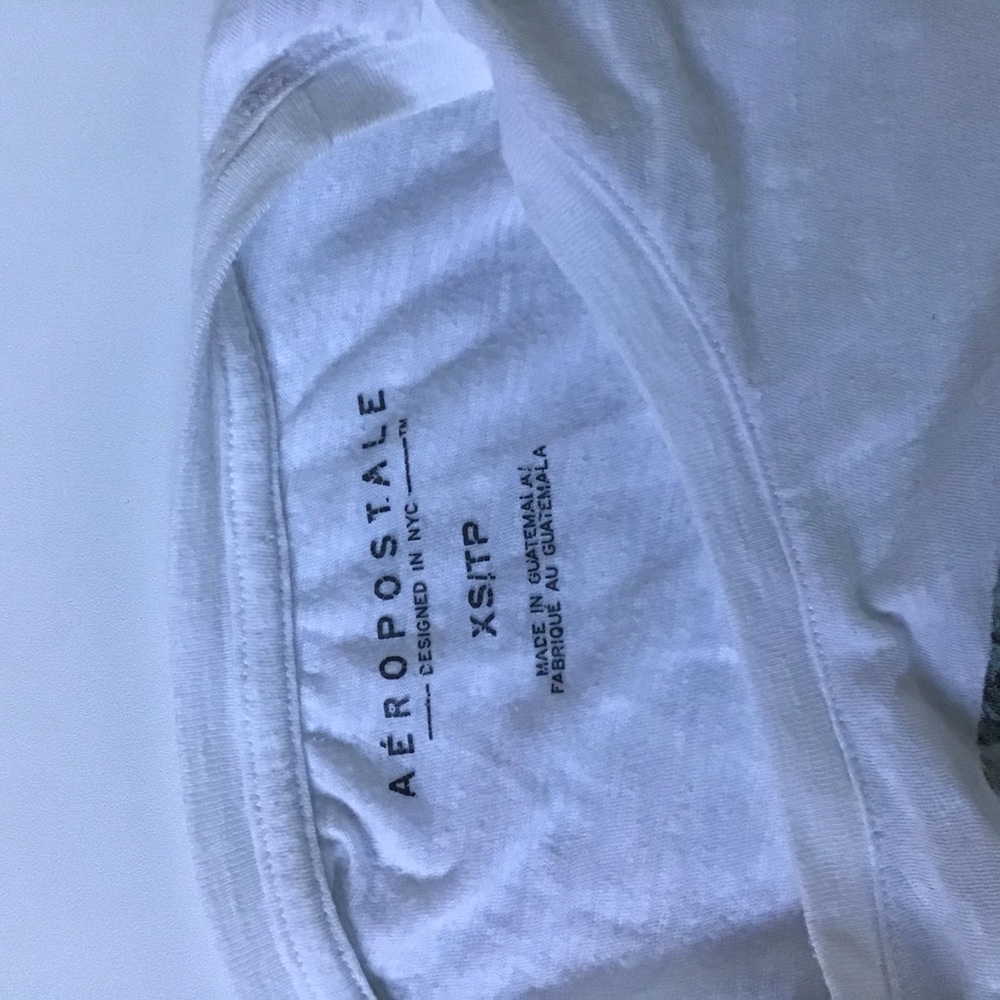 AÉROPOSTALE
DESIGNED IN NYC ™
XS/TP
MADE IN GUATEMALA/
FABRIQUÉ AU GUATEMALA